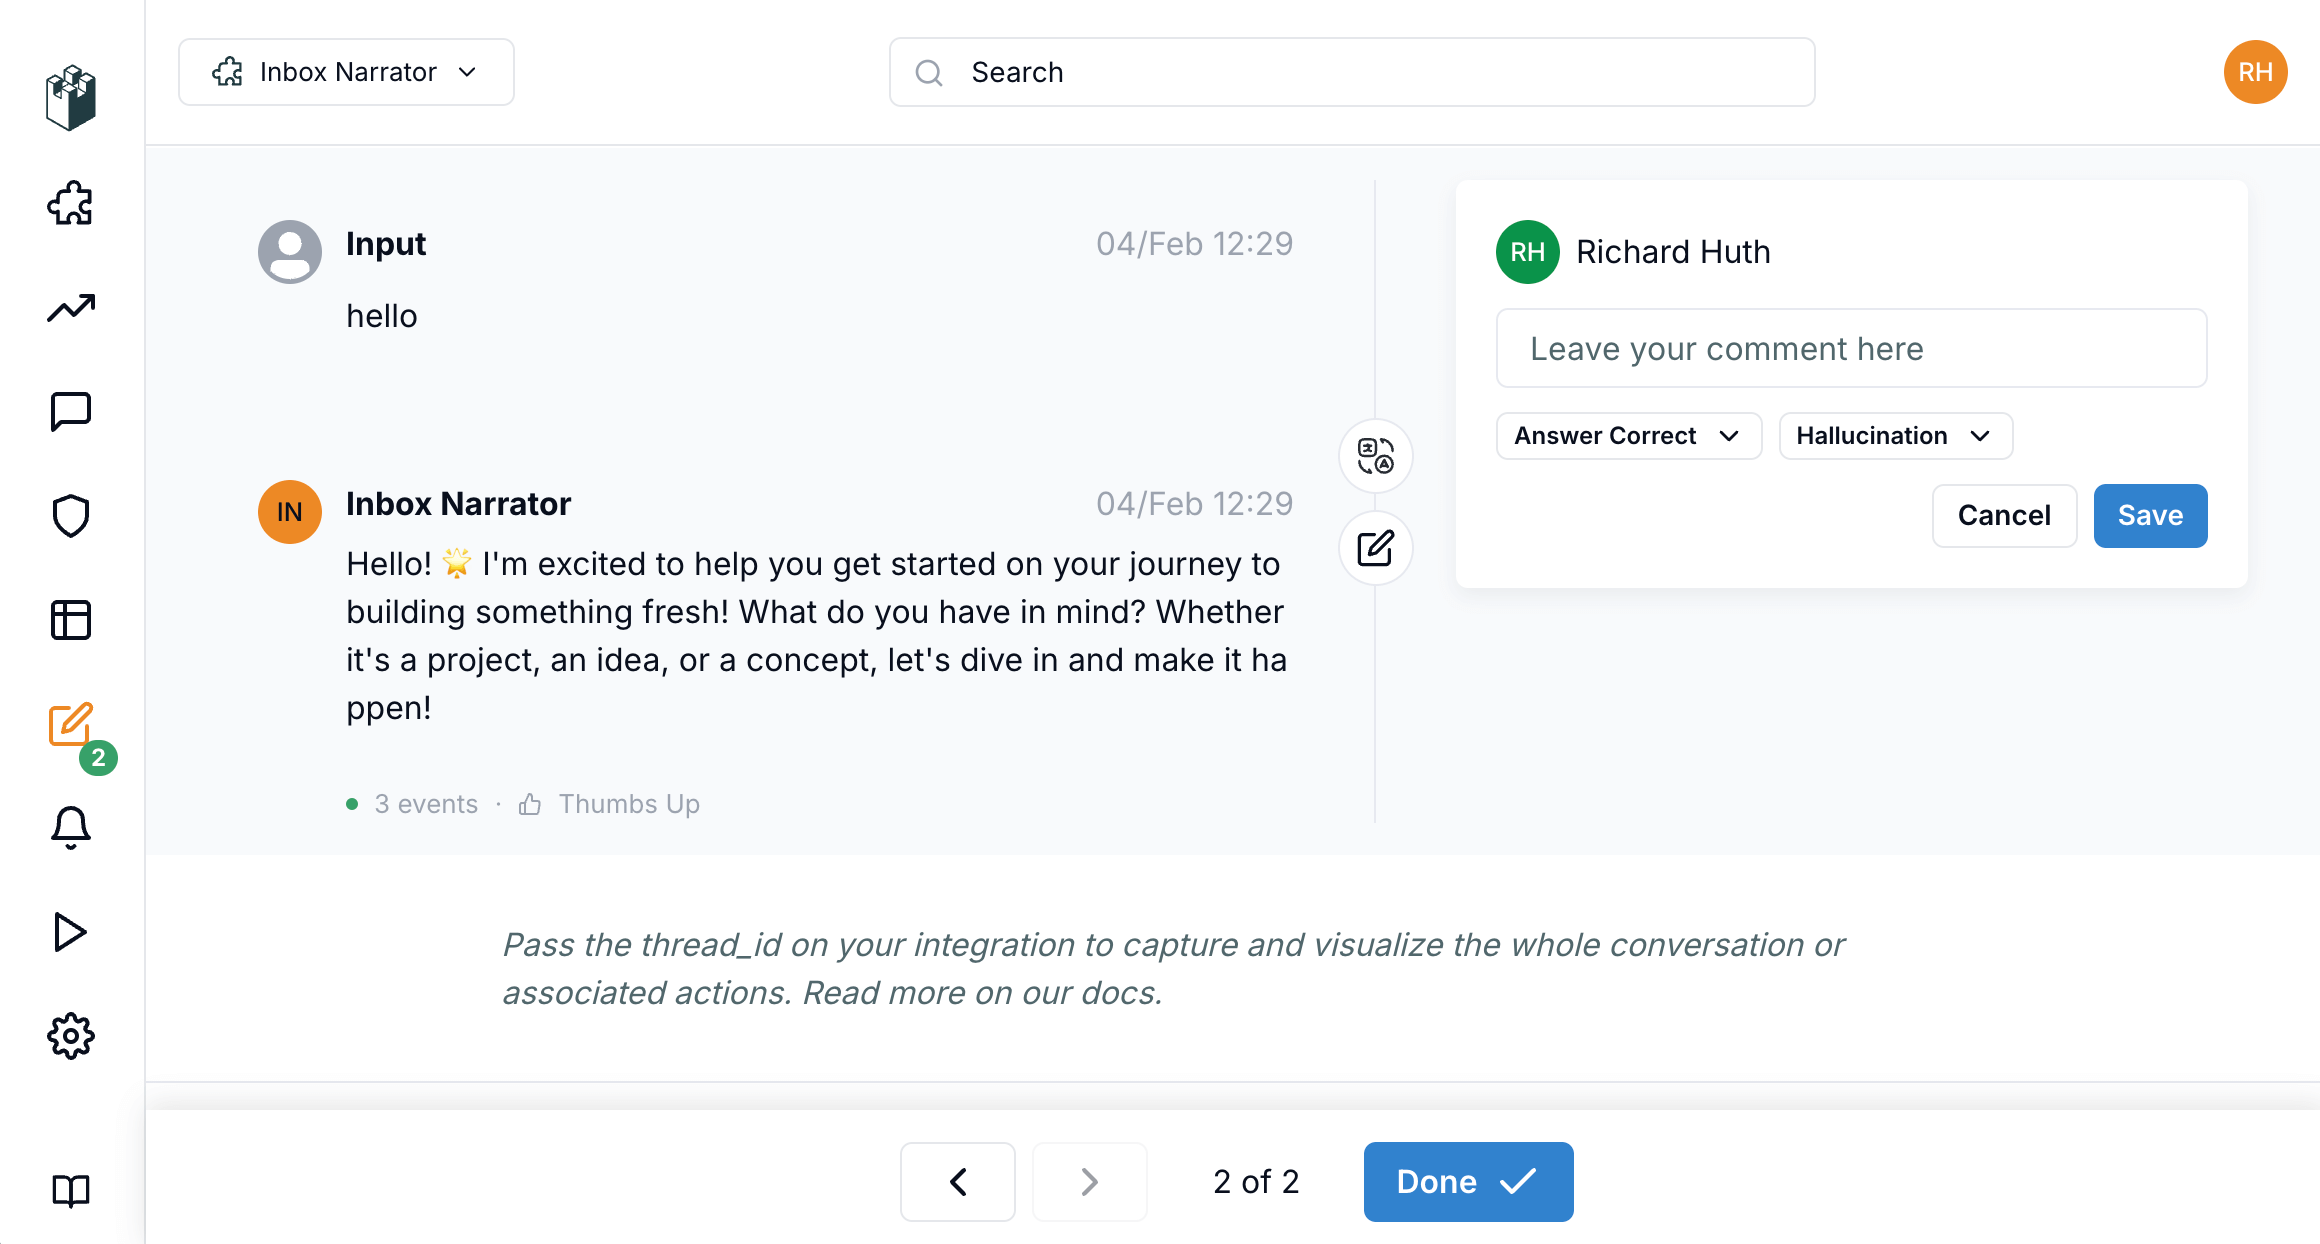 Inbox Narrator
Search
RH
Input
04/Feb 12:29
hello
IN
Inbox Narrator
04/Feb 12:29
Hello! 🌟 I'm excited to help you get started on your journey to
building something fresh! What do you have in mind? Whether
it's a project, an idea, or a concept, let's dive in and make it ha
ppen!
3 events · Thumbs Up
RH
Richard Huth
Leave your comment here
Answer Correct
Hallucination
Cancel
Save
2
Pass the thread_id on your integration to capture and visualize the whole conversation or
associated actions. Read more on our docs.
2 of 2
Done